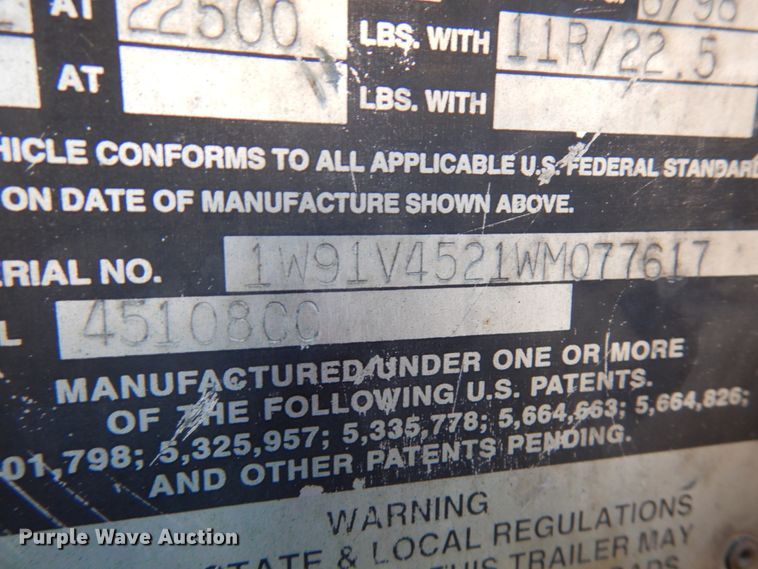 AT 22500 LBS. WITH 11R/22.5
AT LBS. WITH
HICLE CONFORMS TO ALL APPLICABLE U.S. FEDERAL STANDARD
ON DATE OF MANUFACTURE SHOWN ABOVE.
ERIAL NO. 1W91V4521WM077617
L 45108CC
MANUFACTURED UNDER ONE OR MORE
OF THE FOLLOWING U.S. PATENTS.
01,798; 5,325,957; 5,335,778; 5,664,663; 5,664,826;
AND OTHER PATENTS PENDING.
WARNING
STATE & LOCAL REGULATIONS
THIS TRAILER MAY
Purple Wave Auction